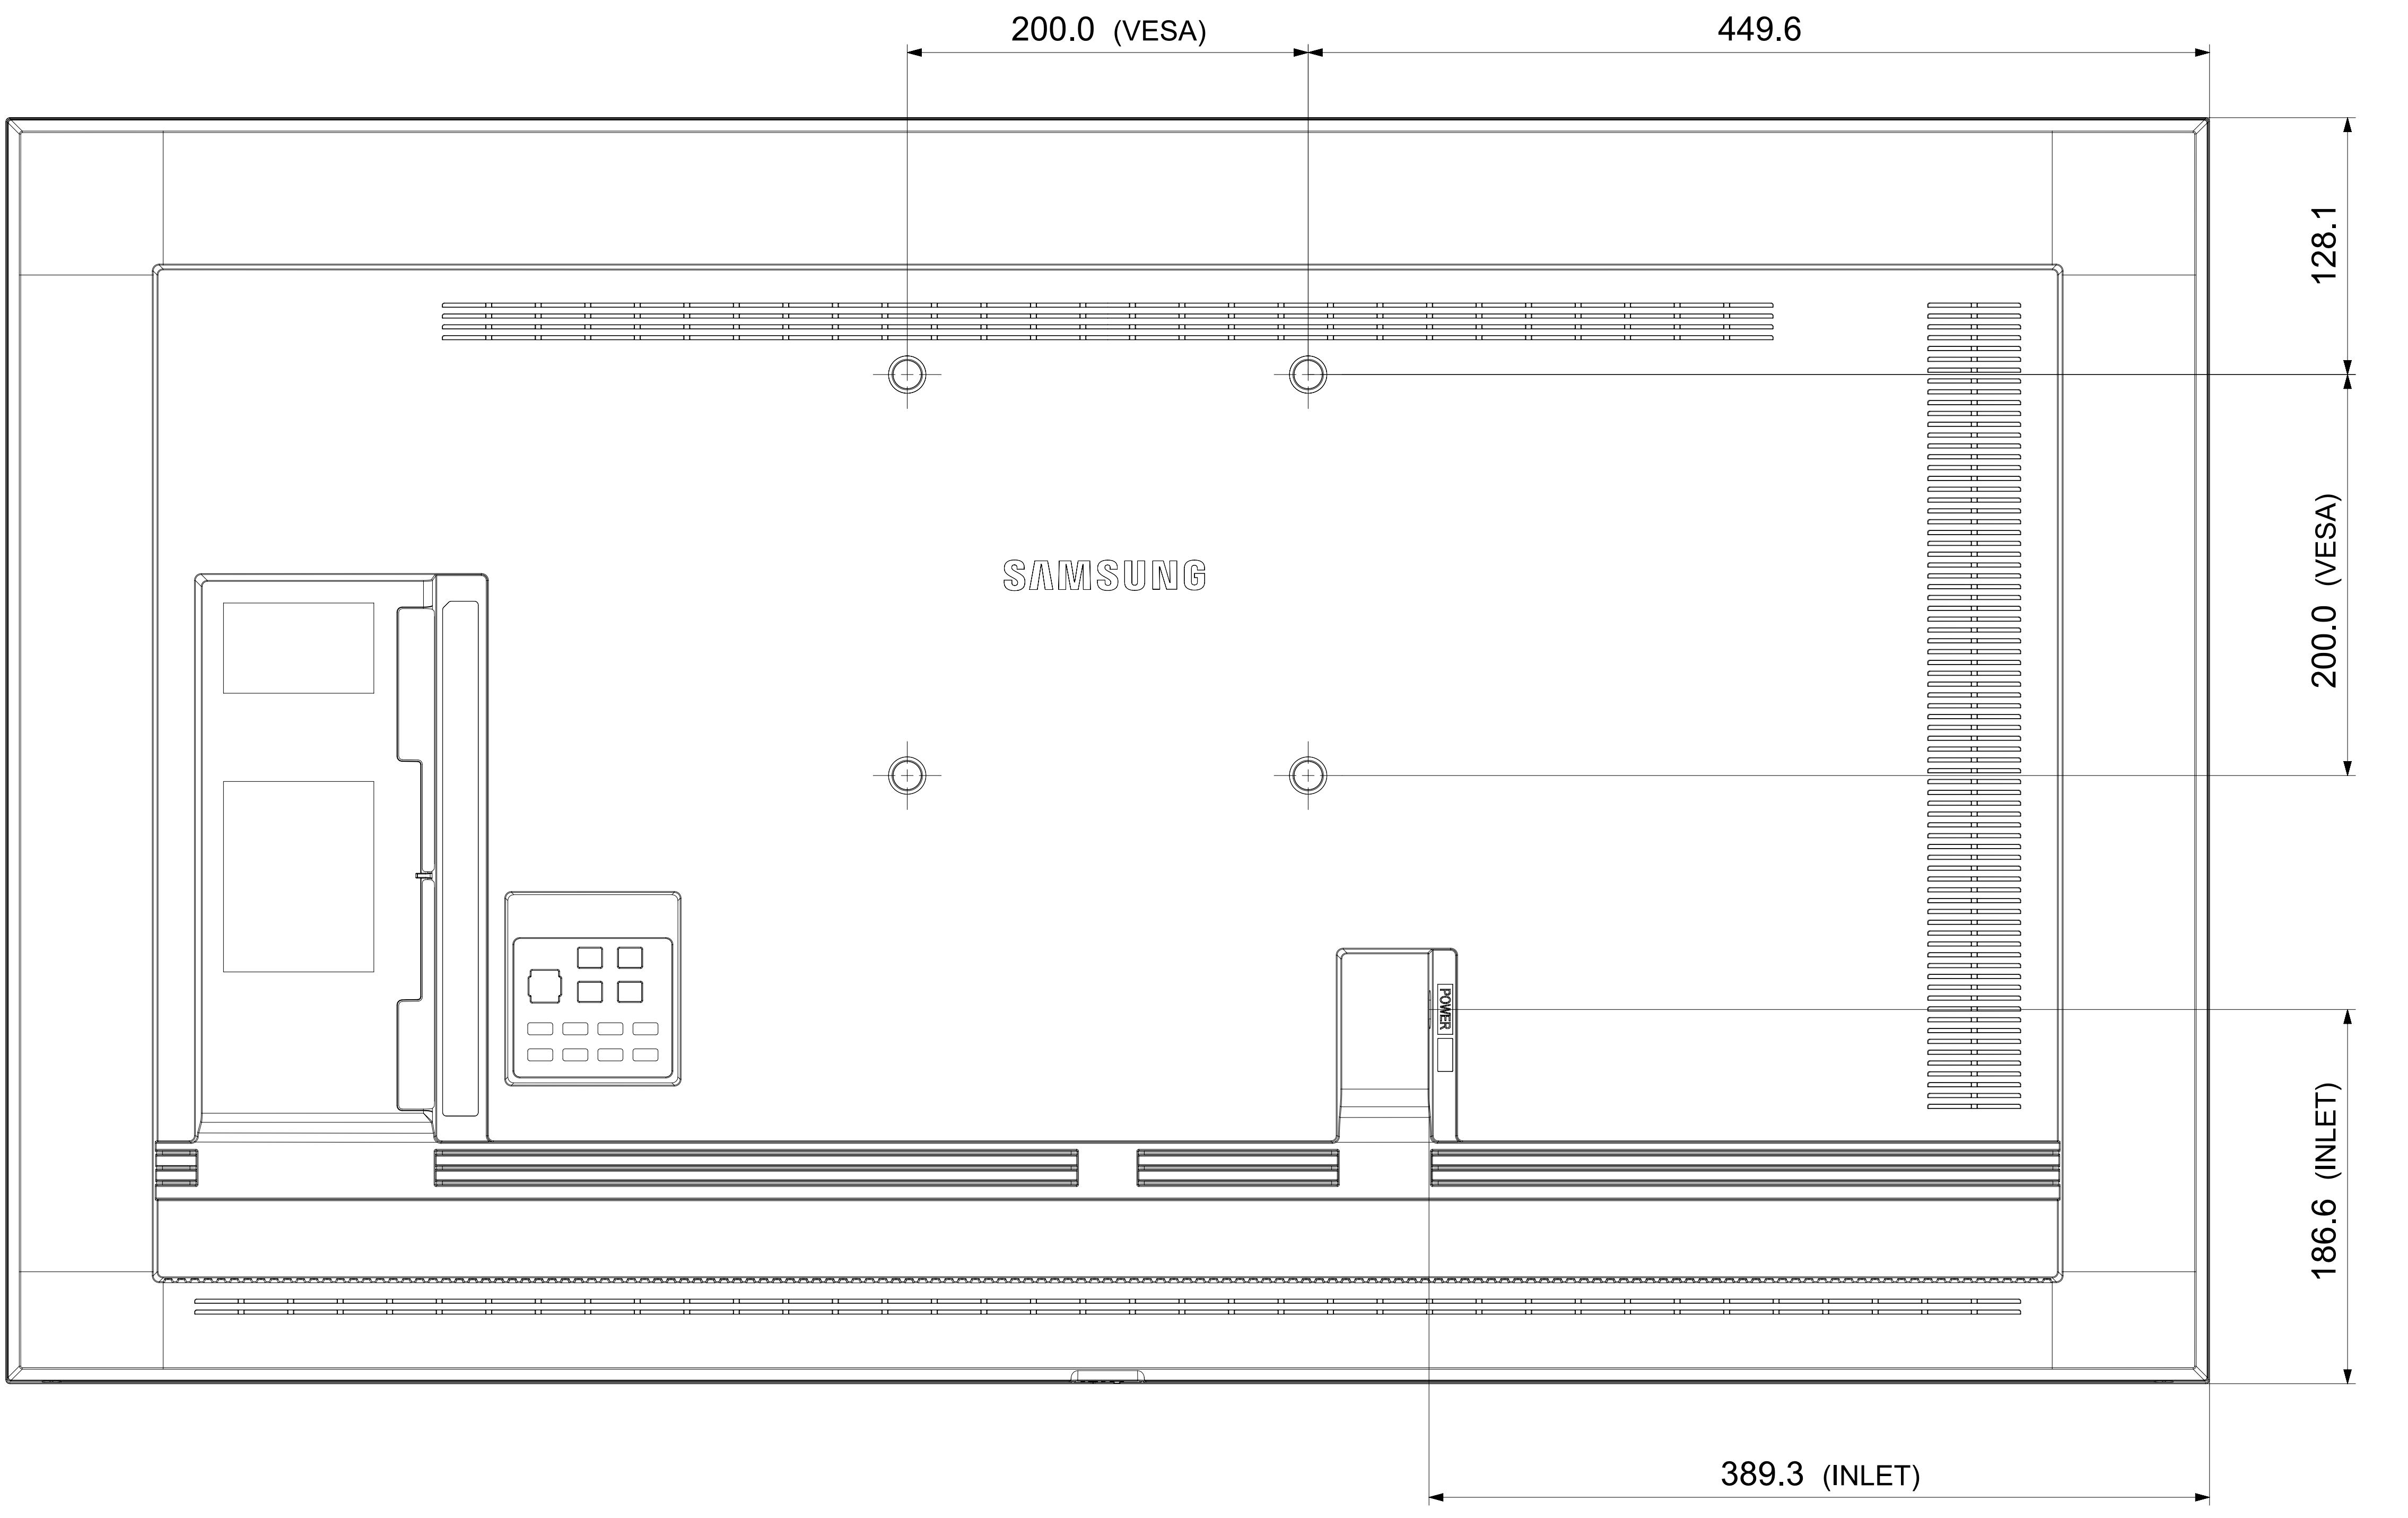 200.0 (VESA)
449.6
128.1
200.0 (VESA)
SAMSUNG
POWER
186.6 (INLET)
389.3 (INLET)